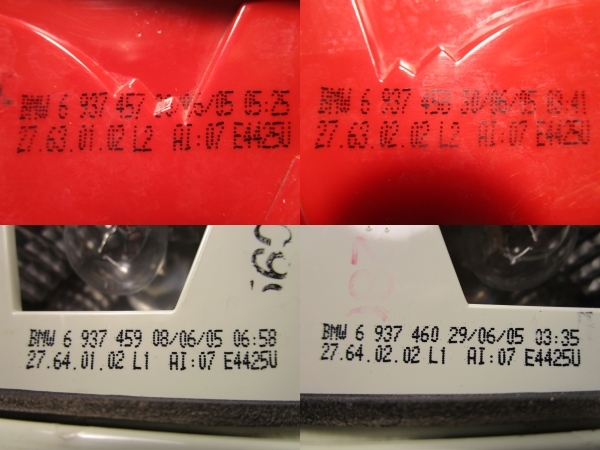 BMW 6 937 457 08/06/05 05:25
27.63.01.02 L2 AI:07 E4425U
BMW 6 937 458 30/06/05 03:41
27.63.02.02 L2 AI:07 E4425U
BMW 6 937 459 08/06/05 06:58
27.64.01.02 L1 AI:07 E4425U
BMW 6 937 460 29/06/05 03:35
27.64.02.02 L1 AI:07 E4425U